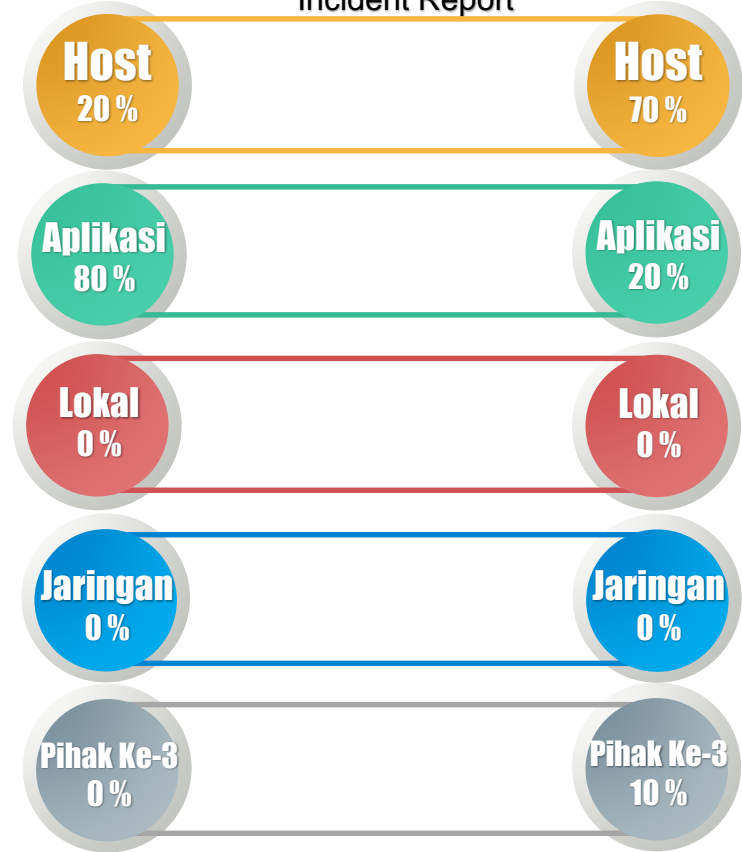 Incident Report
Host
20 %
Host
70 %
Aplikasi
80 %
Aplikasi
20 %
Lokal
0 %
Lokal
0 %
Jaringan
0 %
Jaringan
0 %
Pihak Ke-3
0 %
Pihak Ke-3
10 %